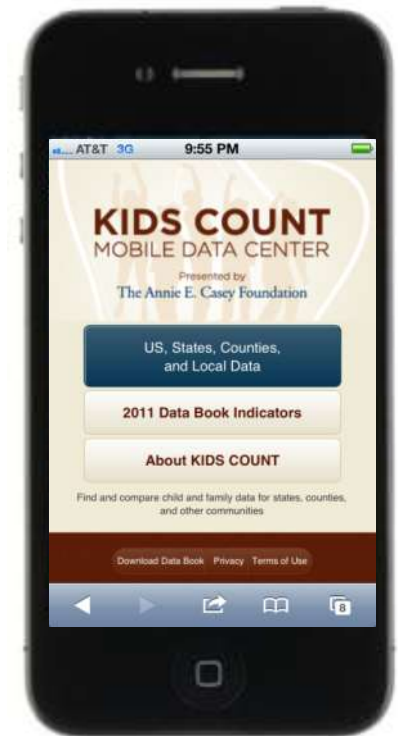 AT&T 3G 9:55 PM
KIDS COUNT
MOBILE DATA CENTER
Presented by
The Annie E. Casey Foundation
US, States, Counties,
and Local Data
2011 Data Book Indicators
About KIDS COUNT
Find and compare child and family data for states, counties,
and other communities
Download Data Book Privacy Terms of Use
8